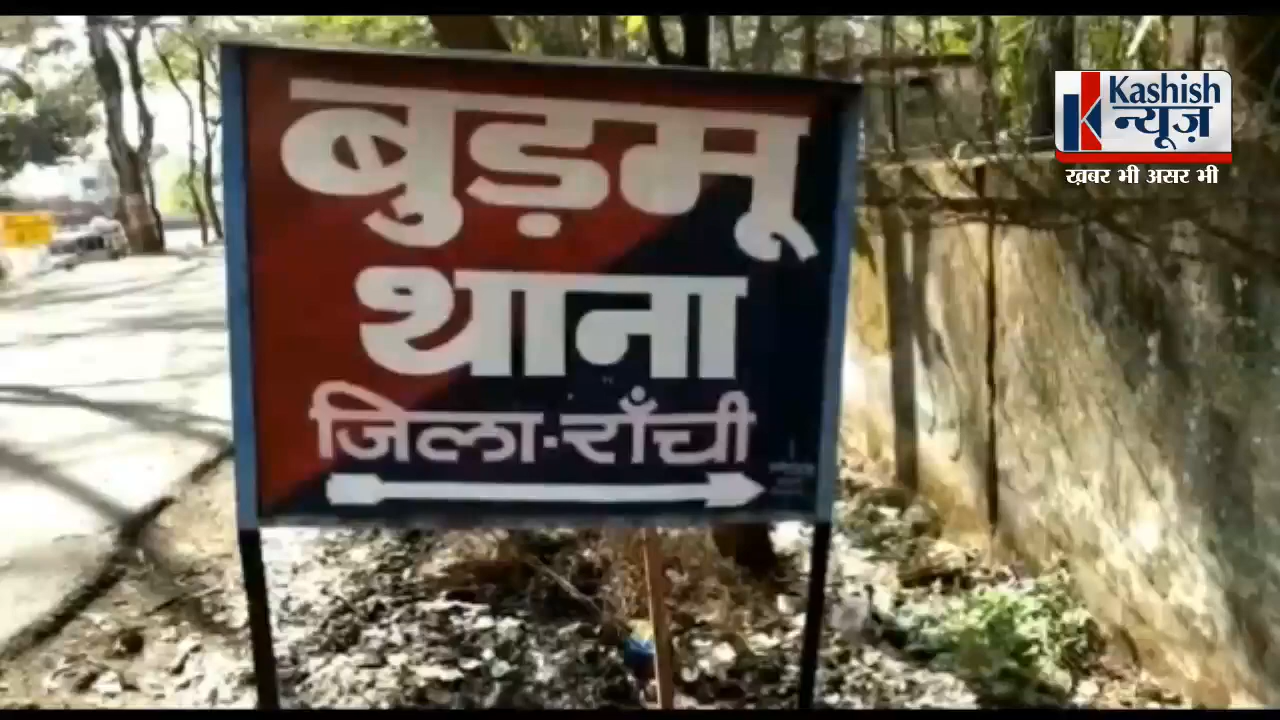 बुड़मू
थाना
जिला-राँची
Kashish
न्यूज़
ख़बर भी असर भी